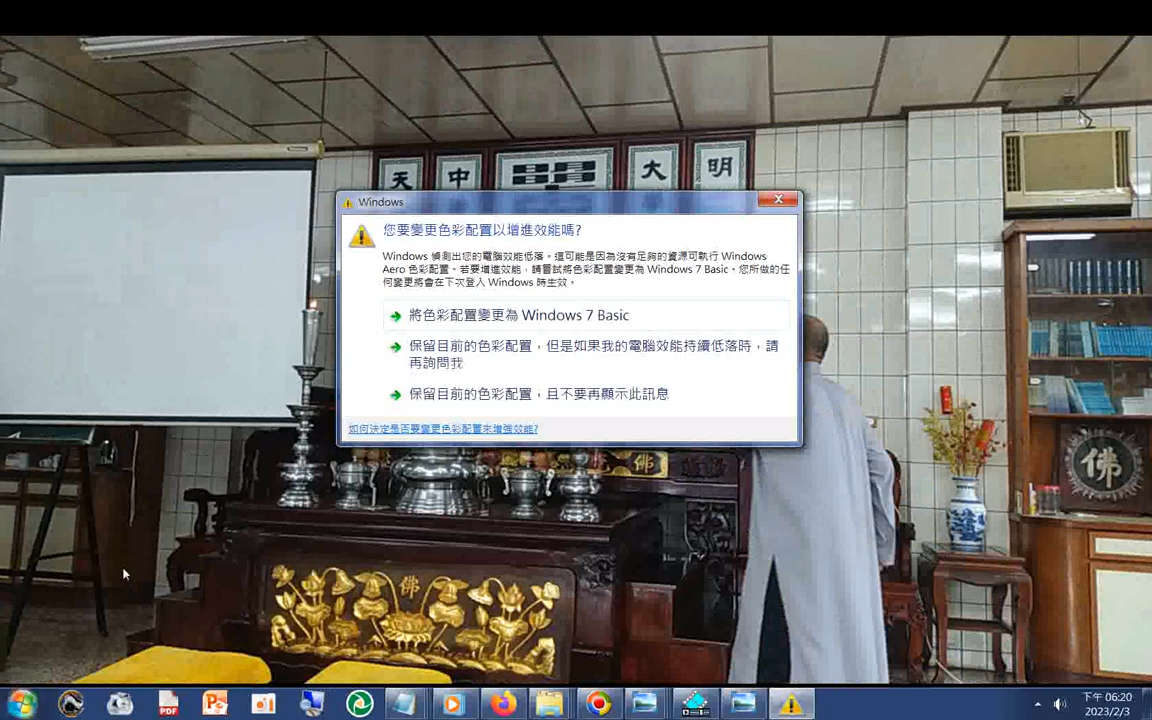 天 中 大 明
Windows
您要變更色彩配置以增進效能嗎?
Windows 偵測出您的電腦效能低落。這可能是因為沒有足夠的資源可執行 Windows
Aero 色彩配置。若要增進效能，請嘗試將色彩配置變更為 Windows 7 Basic。您所做的任
何變更將會在下次登入 Windows 時生效。
將色彩配置變更為 Windows 7 Basic
保留目前的色彩配置，但是如果我的電腦效能持續低落時，請
再詢問我
保留目前的色彩配置，且不要再顯示此訊息
如何決定是否要變更色彩配置來增強效能?
佛
佛
佛
PDF
下午 06:20
2023/2/3